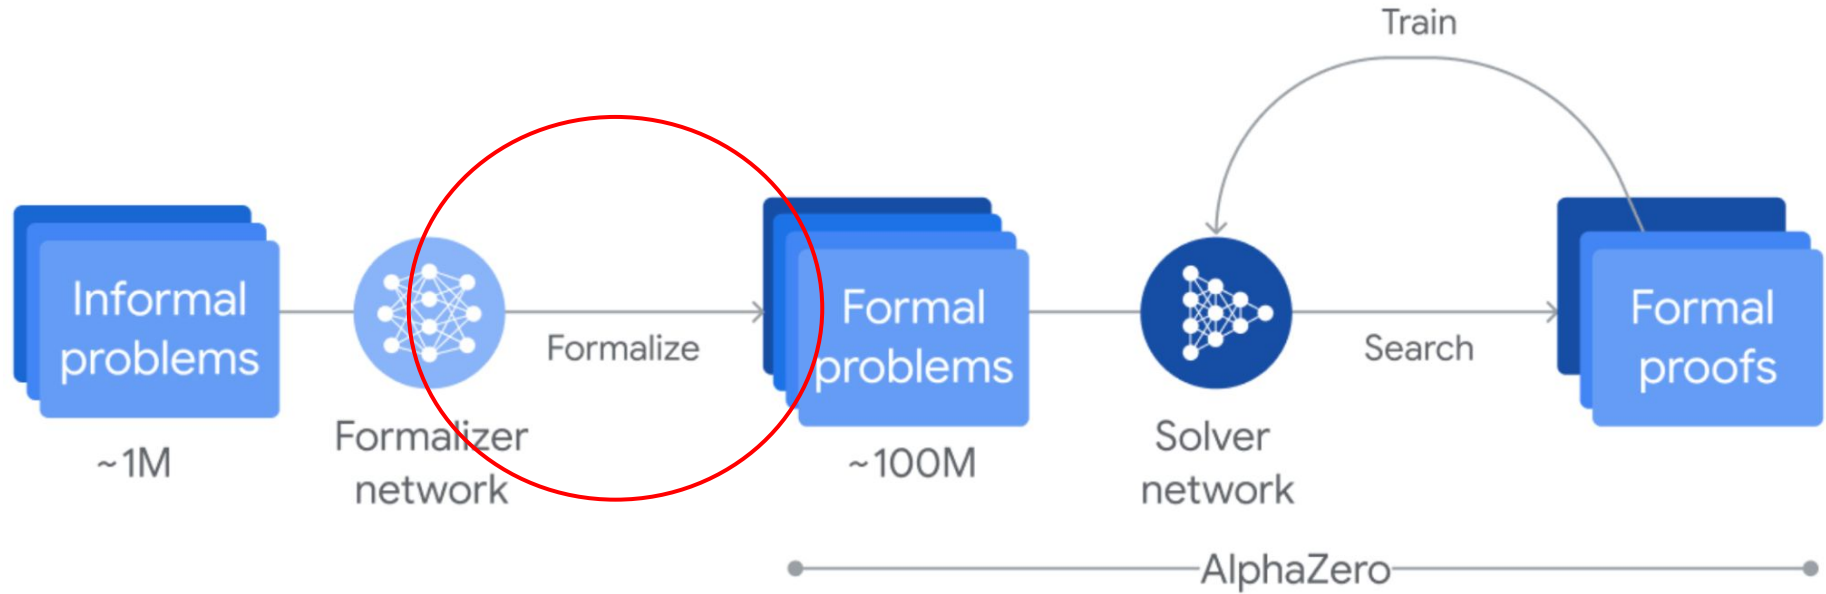 Train
Informal
problems
~1M
Formalizer
network
Formalize
Formal
problems
~100M
Solver
network
Search
Formal
proofs
AlphaZero